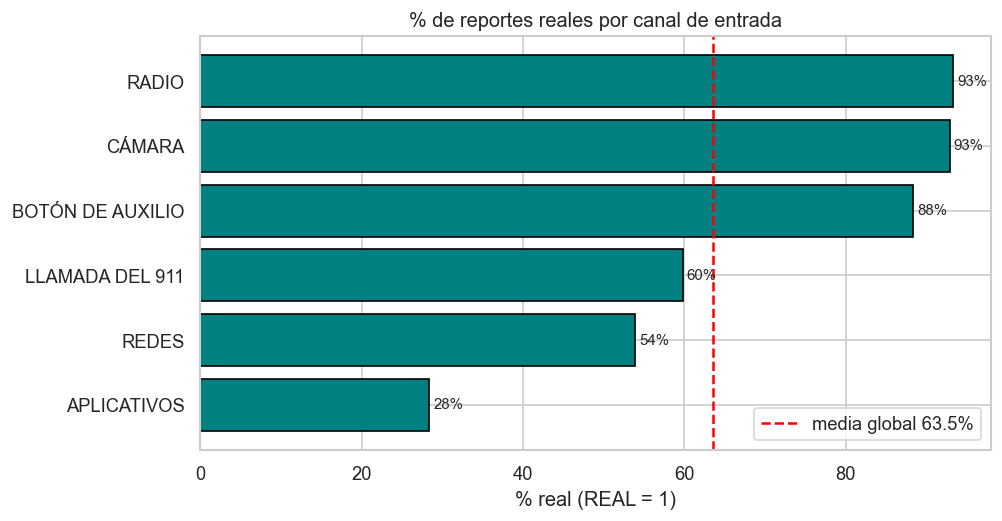 % de reportes reales por canal de entrada
RADIO
93%
CÁMARA
93%
BOTÓN DE AUXILIO
88%
LLAMADA DEL 911
60%
REDES
54%
APLICATIVOS
28%
media global 63.5%
0 20 40 60 80
% real (REAL = 1)